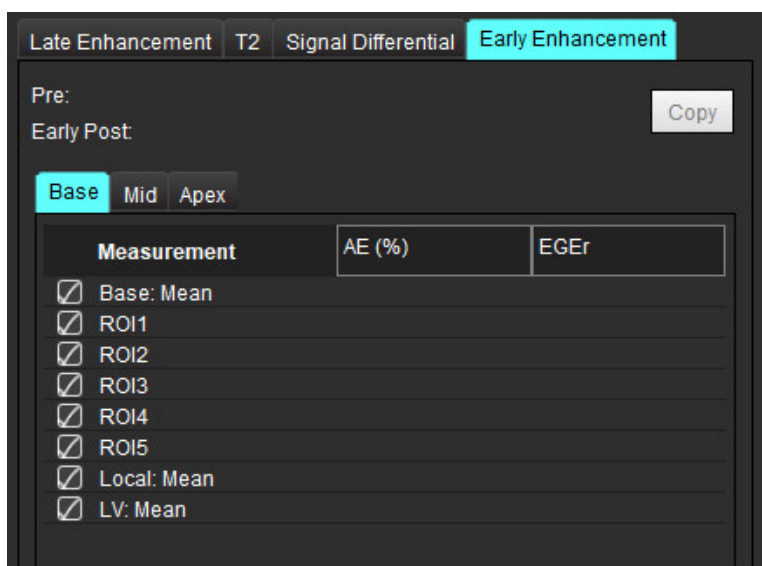 Late Enhancement T2 Signal Differential Early Enhancement
Pre:
Copy
Early Post:
Base Mid Apex
Measurement AE (%) EGEr
Base: Mean
ROI1
ROI2
ROI3
ROI4
ROI5
Local: Mean
LV: Mean